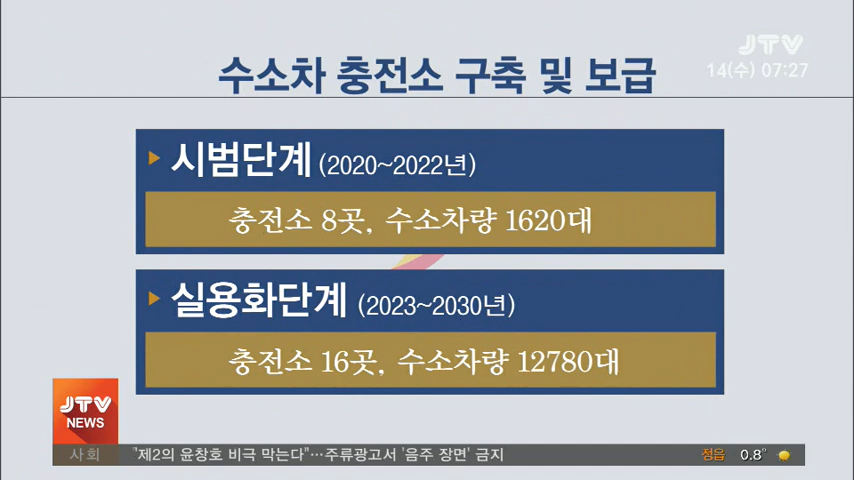 JTV
14(수) 07:27
수소차 충전소 구축 및 보급
시범단계 (2020~2022년)
충전소 8곳, 수소차량 1620대
실용화단계 (2023~2030년)
충전소 16곳, 수소차량 12780대
JTV
NEWS
사회 "제2의 윤창호 비극 막는다"…주류광고서 '음주 장면' 금지 정읍 0.8°